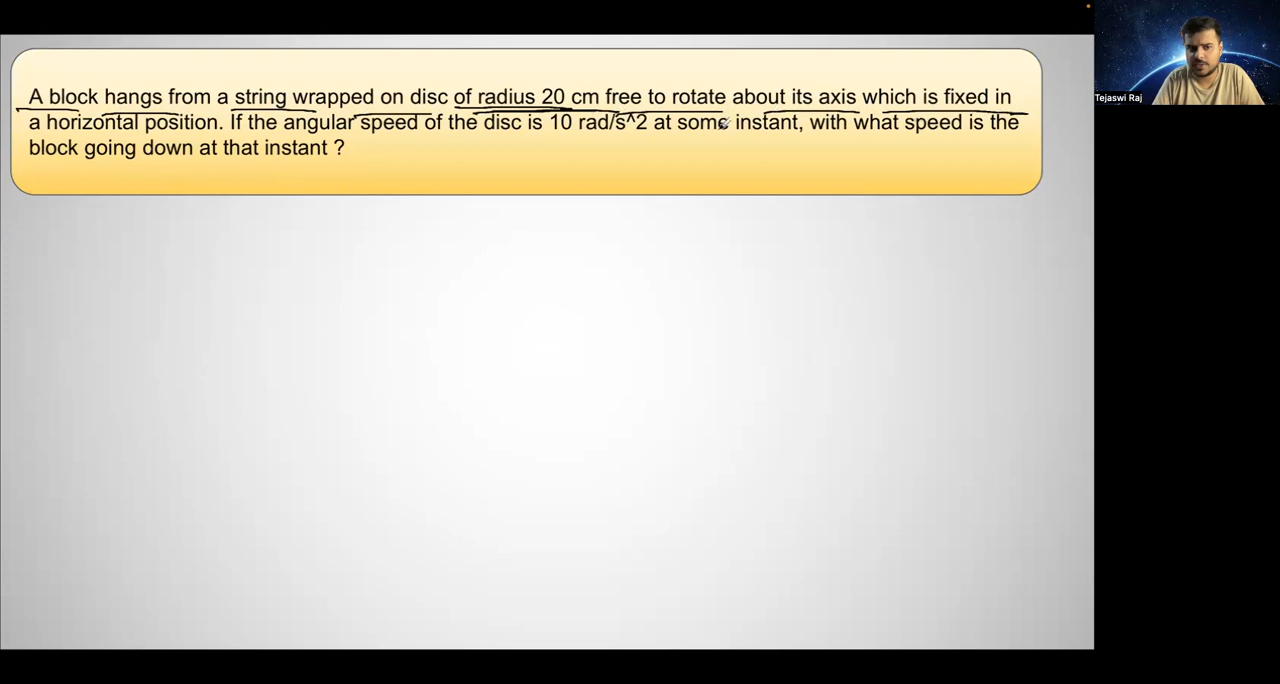 A block hangs from a string wrapped on disc of radius 20 cm free to rotate about its axis which is fixed in
a horizontal position. If the angular speed of the disc is 10 rad/s^2 at some instant, with what speed is the
block going down at that instant ?
Tejaswi Raj